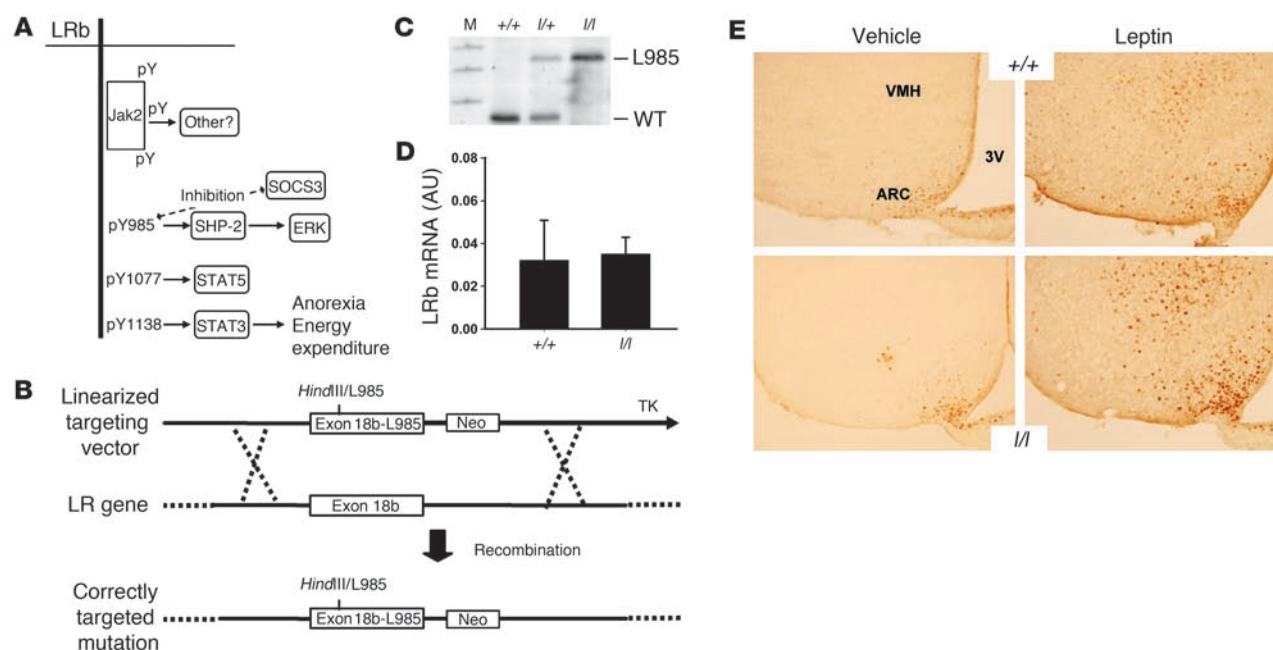 A
LRb
pY
Jak2
pY
Other?
pY
Inhibition
SOCS3
pY985
SHP-2
ERK
pY1077
STAT5
pY1138
STAT3
Anorexia
Energy
expenditure
B
Linearized
targeting
vector
HindIII/L985
Exon 18b-L985
Neo
TK
LR gene
Exon 18b
Recombination
Correctly
targeted
mutation
HindIII/L985
Exon 18b-L985
Neo
C
M +/+ l/+ l/l
L985
WT
D
LRb mRNA (AU)
0.08
0.06
0.04
0.02
0.00
+/+ l/l
E
Vehicle Leptin
+/+
VMH
3V
ARC
l/l